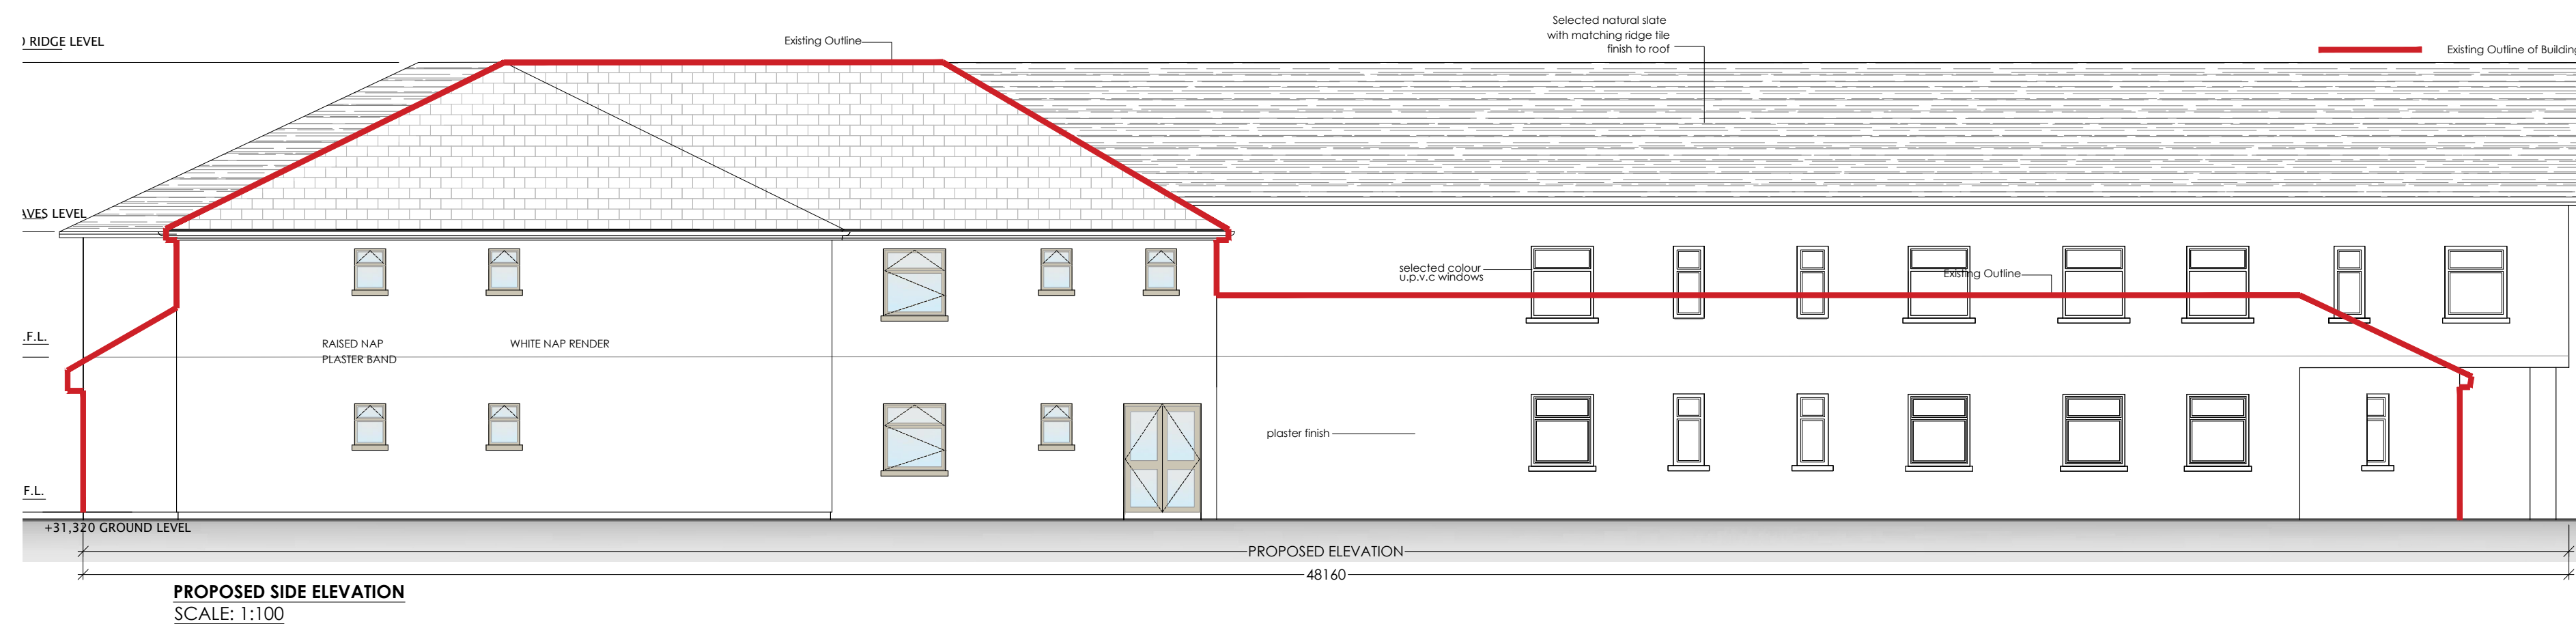 Selected natural slate
with matching ridge tile
finish to roof
RIDGE LEVEL
Existing Outline
Existing Outline of Building
EAVES LEVEL
selected colour
u.p.v.c windows
Existing Outline
.F.L.
RAISED NAP
PLASTER BAND
WHITE NAP RENDER
plaster finish
F.L.
+31,320 GROUND LEVEL
PROPOSED ELEVATION
48160
PROPOSED SIDE ELEVATION
SCALE: 1:100